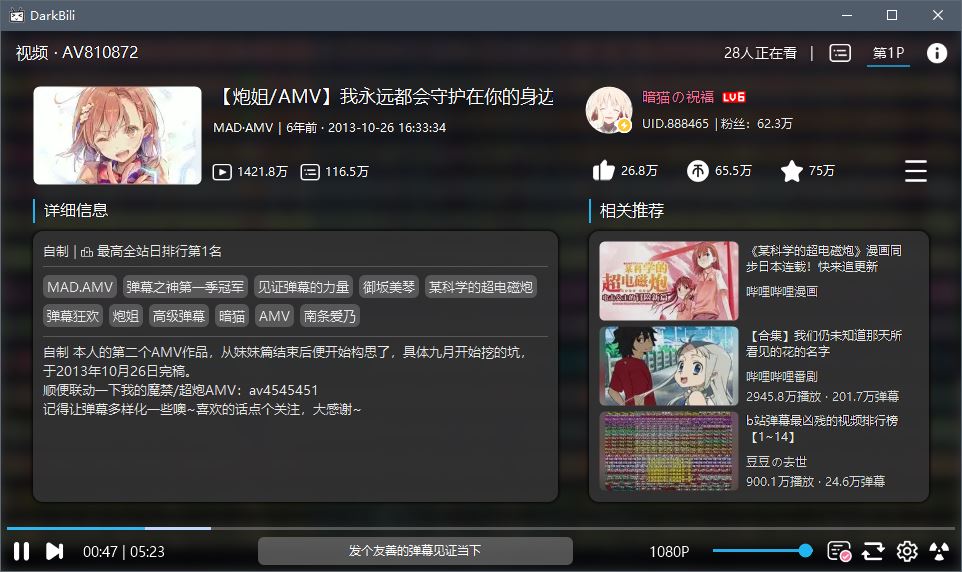 DarkBili
视频 · AV810872
28人正在看 |
第1P
【炮姐/AMV】我永远都会守护在你的身边
MAD·AMV | 6年前 · 2013-10-26 16:33:34
1421.8万 116.5万
暗猫の祝福 LV6
UID.888465 | 粉丝：62.3万
26.8万 65.5万 75万
详细信息
自制 | 最高全站日排行第1名
MAD.AMV 弹幕之神第一季冠军 见证弹幕的力量 御坂美琴 某科学的超电磁炮
弹幕狂欢 炮姐 高级弹幕 暗猫 AMV 南条爱乃
自制 本人的第二个AMV作品，从妹妹篇结束后便开始构思了，具体九月开始挖的坑，
于2013年10月26日完稿。
顺便联动一下我的魔禁/超炮AMV：av4545451
记得让弹幕多样化一些噢~喜欢的话点个关注，大感谢~
相关推荐
某科学的
超电磁炮
《某科学的超电磁炮》漫画同
步日本连载！快来追更新
哔哩哔哩漫画
【合集】我们仍未知道那天所
看见的花的名字
哔哩哔哩番剧
2945.8万播放 · 201.7万弹幕
b站弹幕最凶残的视频排行榜
【1~14】
豆豆の去世
900.1万播放 · 24.6万弹幕
00:47 | 05:23
发个友善的弹幕见证当下
1080P